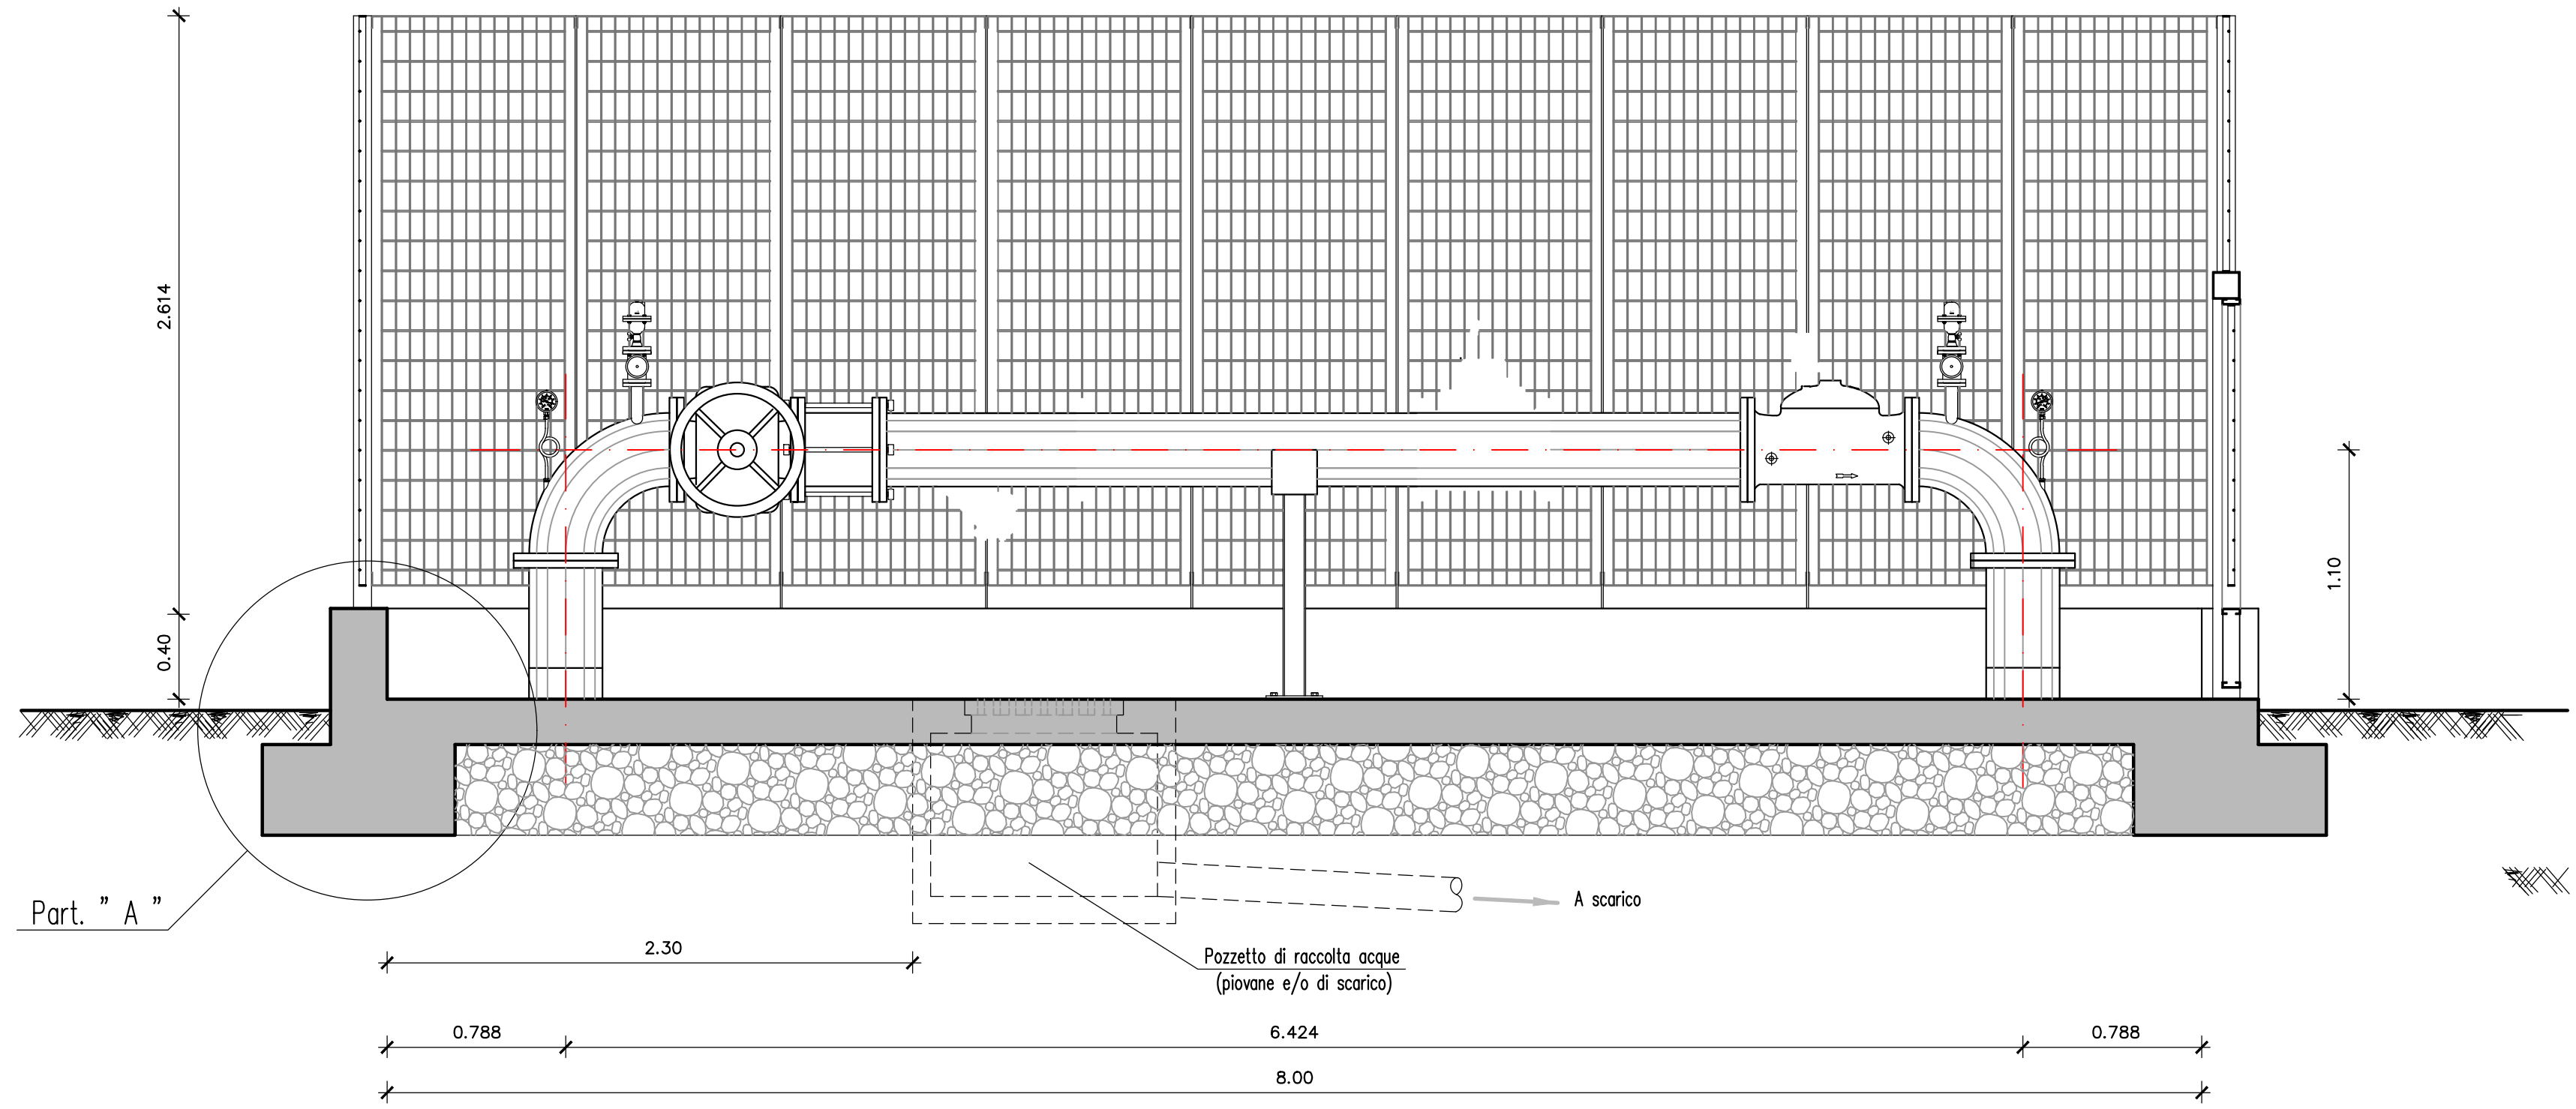 2.614
0.40
1.10
Part. " A "
A scarico
2.30
Pozzetto di raccolta acque
(piovane e/o di scarico)
0.788
6.424
0.788
8.00